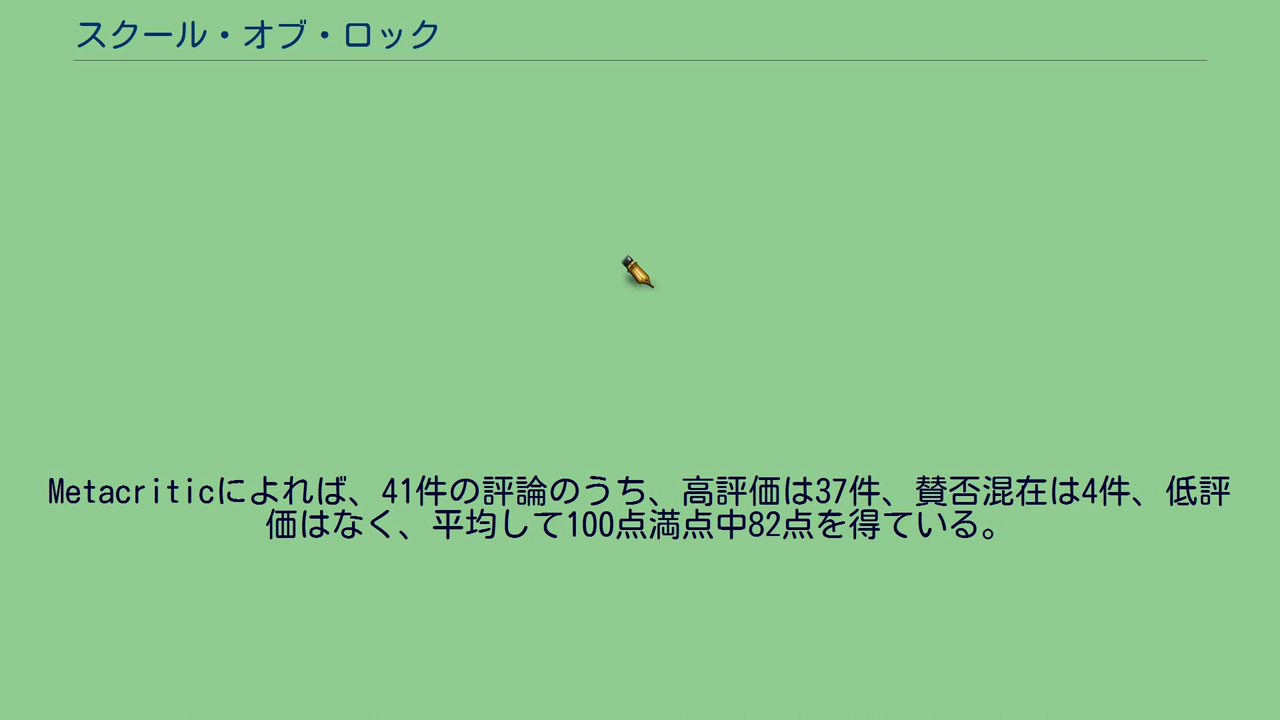 スクール・オブ・ロック
Metacriticによれば、41件の評論のうち、高評価は37件、賛否混在は4件、低評
価はなく、平均して100点満点中82点を得ている。